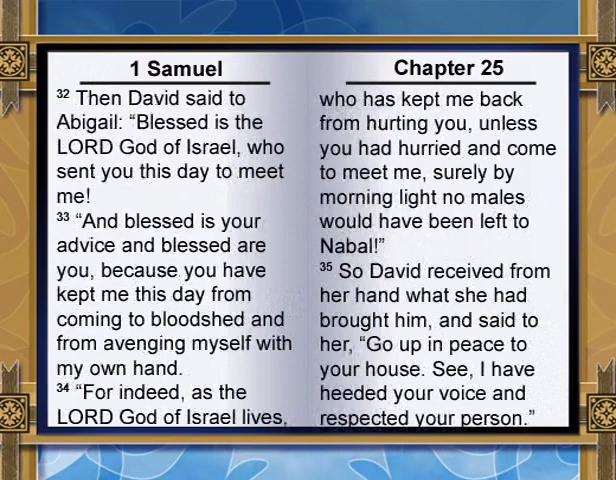 1 Samuel
32 Then David said to
Abigail: “Blessed is the
LORD God of Israel, who
sent you this day to meet
me!
33 “And blessed is your
advice and blessed are
you, because you have
kept me this day from
coming to bloodshed and
from avenging myself with
my own hand.
34 “For indeed, as the
LORD God of Israel lives,
Chapter 25
who has kept me back
from hurting you, unless
you had hurried and come
to meet me, surely by
morning light no males
would have been left to
Nabal!”
35 So David received from
her hand what she had
brought him, and said to
her, “Go up in peace to
your house. See, I have
heeded your voice and
respected your person.”